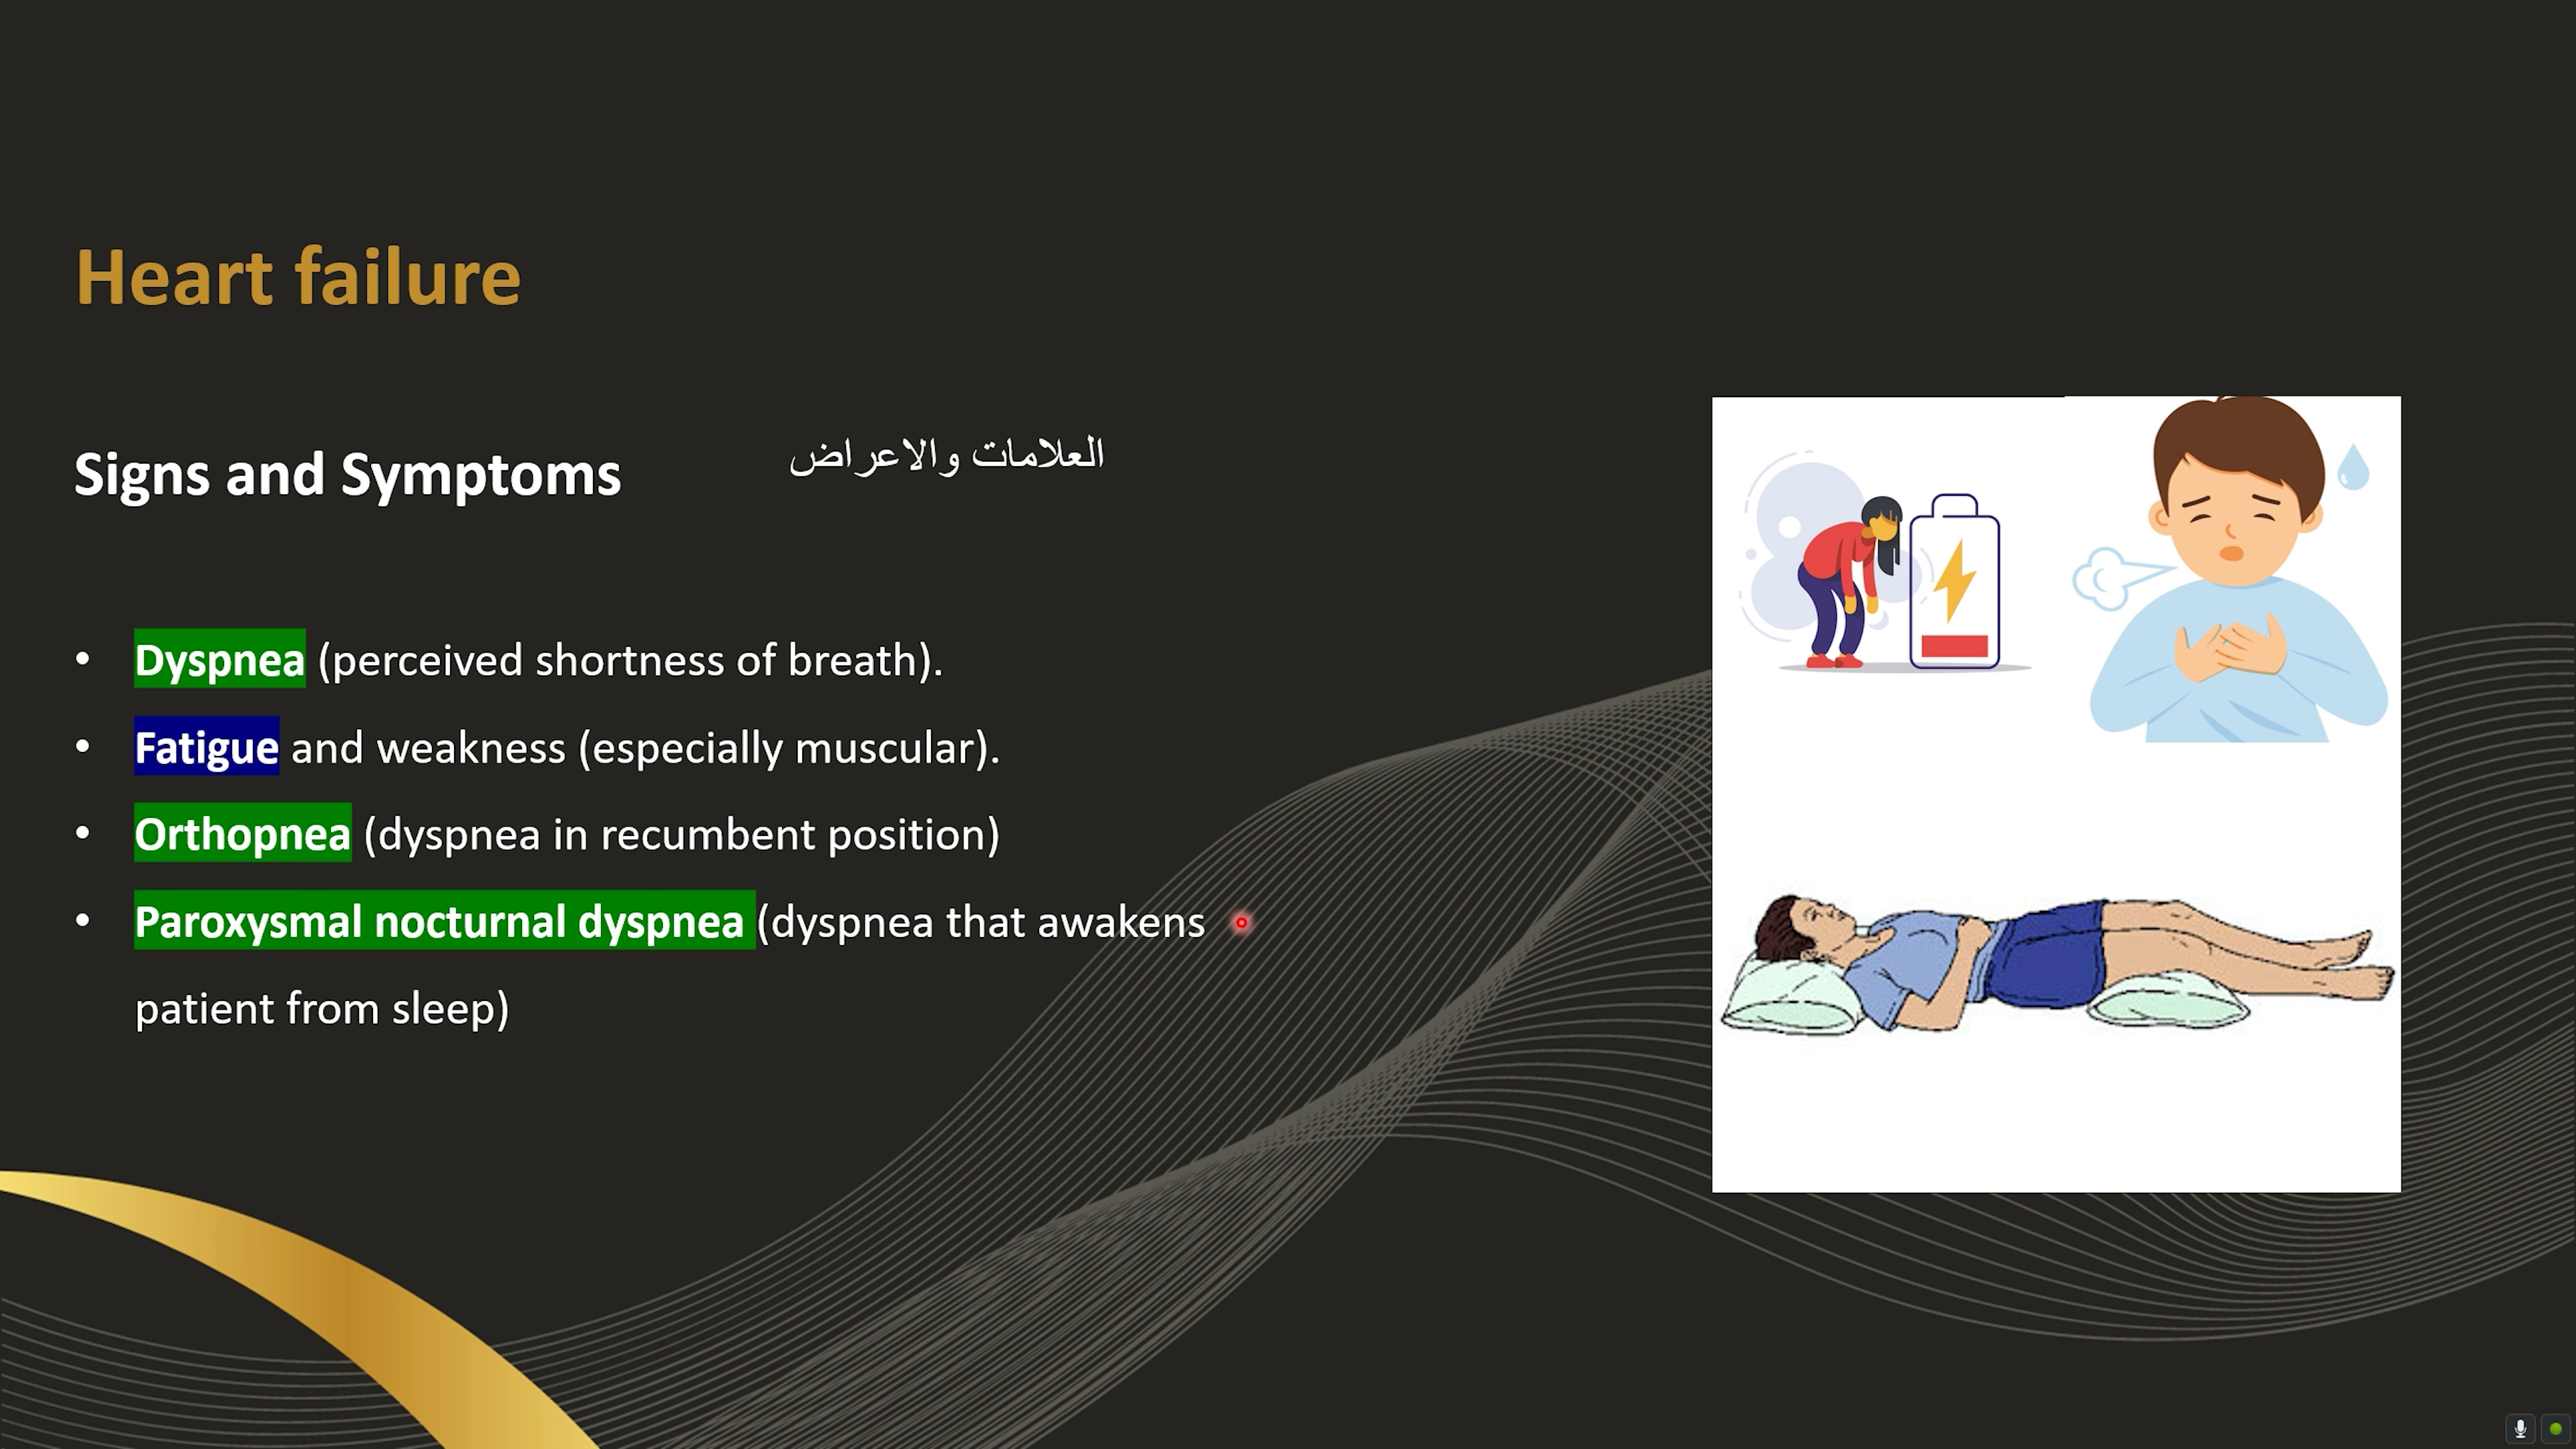 Heart failure
Signs and Symptoms
العلامات والاعراض
• Dyspnea (perceived shortness of breath).
• Fatigue and weakness (especially muscular).
• Orthopnea (dyspnea in recumbent position)
• Paroxysmal nocturnal dyspnea (dyspnea that awakens
patient from sleep)